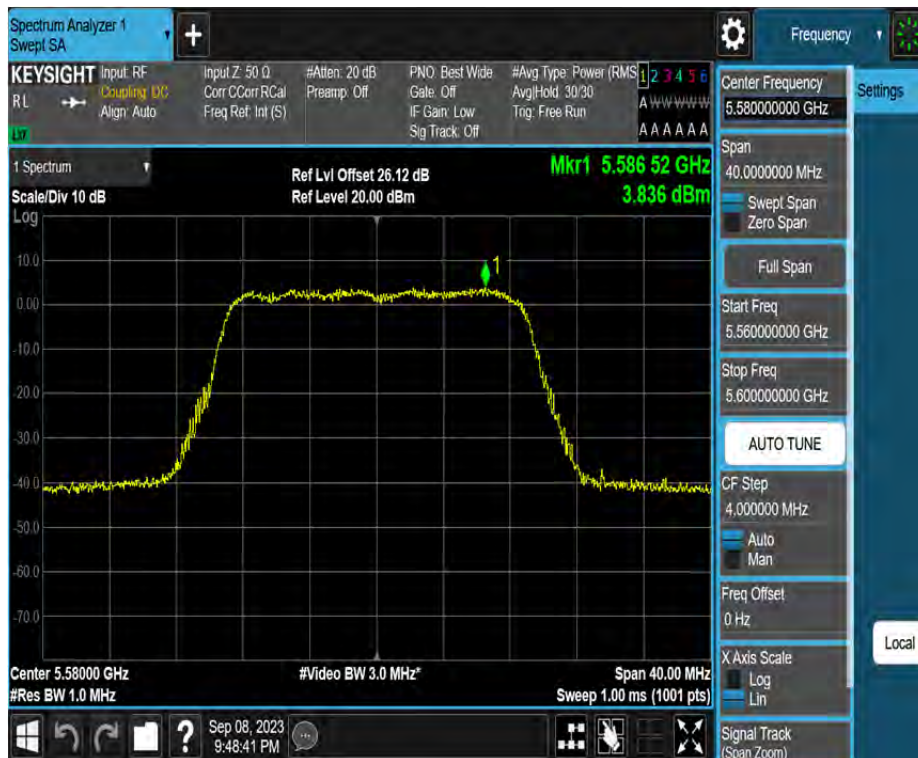 Spectrum Analyzer 1
Swept SA
Frequency
KEYSIGHT
RL
LXI
Input: RF
Coupling: DC
Align: Auto
Input Z: 50 Ω
Corr CCorr RCal
Freq Ref: Int (S)
#Atten: 20 dB
Preamp: Off
PNO: Best Wide
Gate: Off
IF Gain: Low
Sig Track: Off
#Avg Type: Power (RMS
Avg|Hold: 30/30
Trig: Free Run
1 2 3 4 5 6
A W W W W W
A A A A A A
1 Spectrum
Scale/Div 10 dB
Ref Lvl Offset 26.12 dB
Ref Level 20.00 dBm
Mkr1 5.586 52 GHz
3.836 dBm
Log
10.0
0.00
-10.0
-20.0
-30.0
-40.0
-50.0
-60.0
-70.0
1
Center 5.58000 GHz
#Res BW 1.0 MHz
#Video BW 3.0 MHz*
Span 40.00 MHz
Sweep 1.00 ms (1001 pts)
Sep 08, 2023
9:48:41 PM
?
Center Frequency
5.580000000 GHz
Span
40.0000000 MHz
Swept Span
Zero Span
Full Span
Start Freq
5.560000000 GHz
Stop Freq
5.600000000 GHz
AUTO TUNE
CF Step
4.000000 MHz
Auto
Man
Freq Offset
0 Hz
X Axis Scale
Log
Lin
Signal Track
(Span Zoom)
Settings
Local